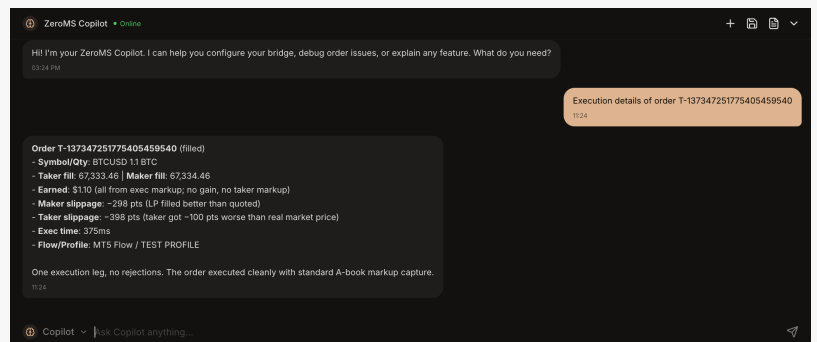 ZeroMS Copilot • Online
Hi! I'm your ZeroMS Copilot. I can help you configure your bridge, debug order issues, or explain any feature. What do you need?
03:24 PM
Execution details of order T-137347251775405459540
11:24
Order T-137347251775405459540 (filled)
- Symbol/Qty: BTCUSD 1.1 BTC
- Taker fill: 67,333.46 | Maker fill: 67,334.46
- Earned: $1.10 (all from exec markup; no gain, no taker markup)
- Maker slippage: −298 pts (LP filled better than quoted)
- Taker slippage: −398 pts (taker got −100 pts worse than real market price)
- Exec time: 375ms
- Flow/Profile: MT5 Flow / TEST PROFILE
One execution leg, no rejections. The order executed cleanly with standard A-book markup capture.
11:24
Copilot
Ask Copilot anything...